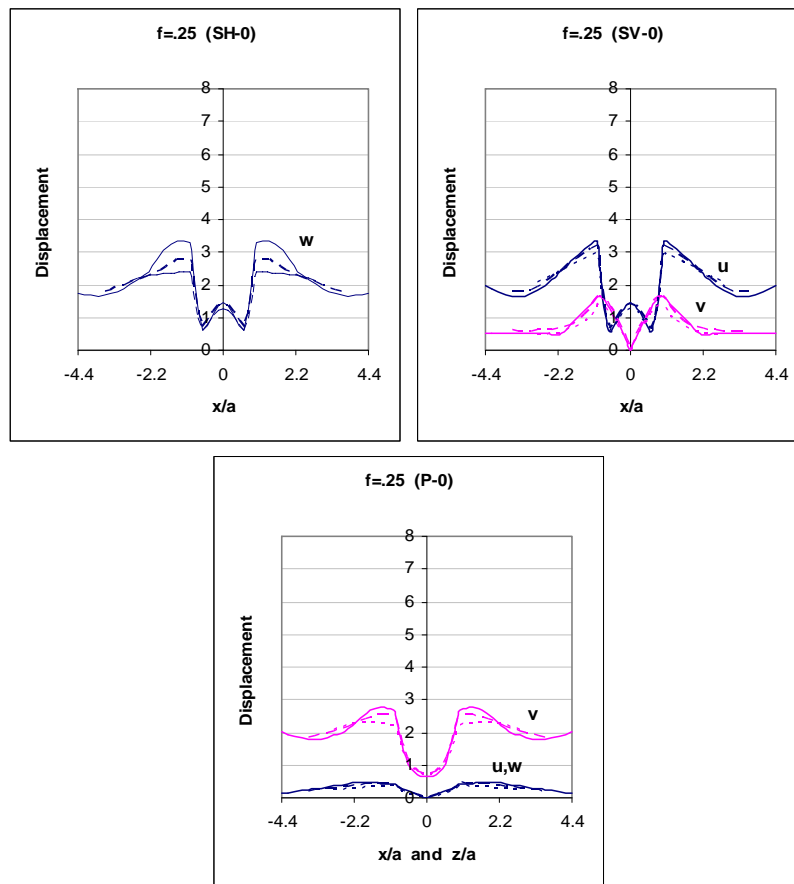 f=.25 (SH-0)
8
7
6
5
4
3
2
1
0
-4.4 -2.2 0 2.2 4.4
Displacement
x/a
w
f=.25 (SV-0)
8
7
6
5
4
3
2
1
0
-4.4 -2.2 0 2.2 4.4
Displacement
x/a
u
v
f=.25 (P-0)
8
7
6
5
4
3
2
1
0
-4.4 -2.2 0 2.2 4.4
Displacement
x/a and z/a
v
u,w